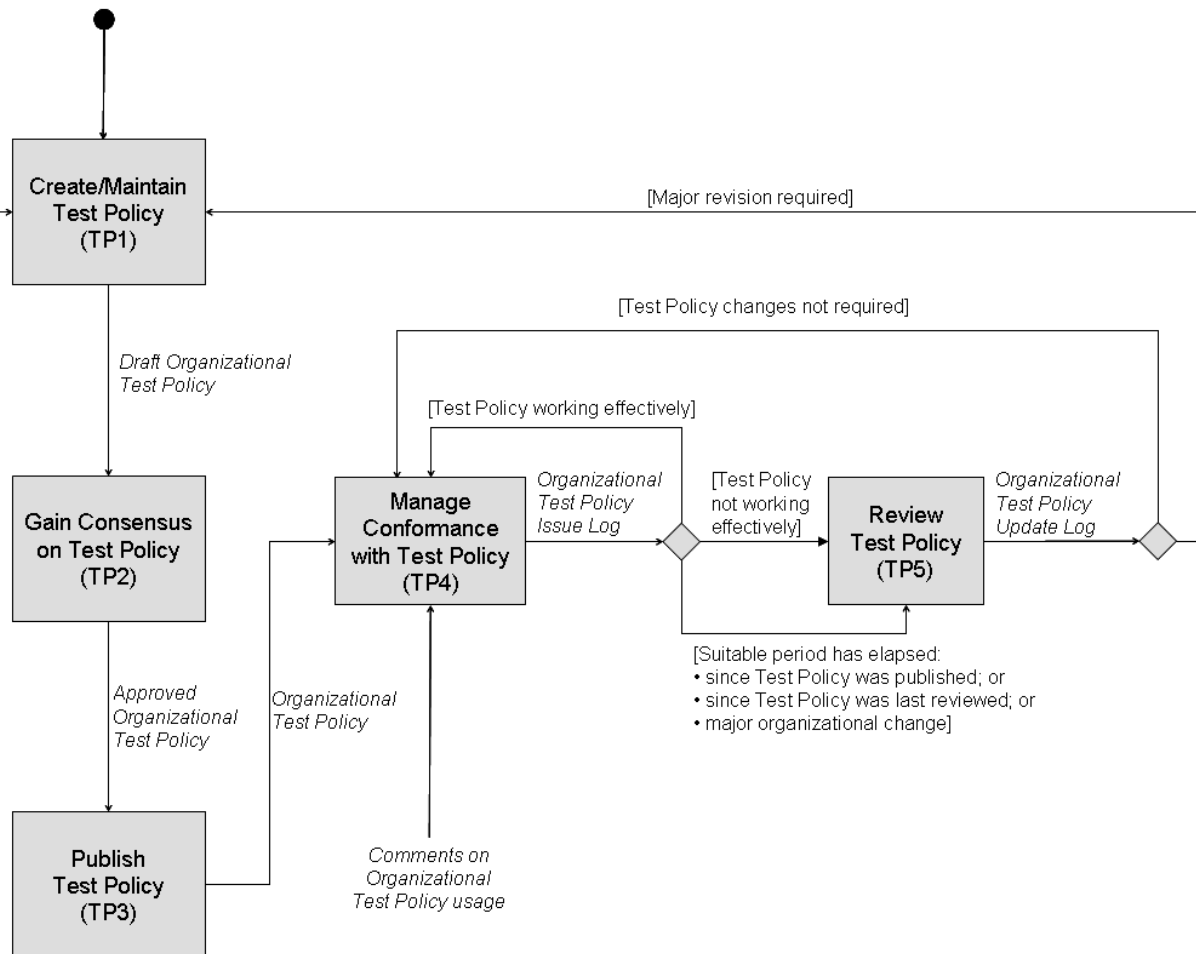 Create/Maintain
Test Policy
(TP1)
[Major revision required]
[Test Policy changes not required]
Draft Organizational
Test Policy
[Test Policy working effectively]
Gain Consensus
on Test Policy
(TP2)
Manage
Conformance
with Test Policy
(TP4)
Organizational
Test Policy
Issue Log
[Test Policy
not working
effectively]
Review
Test Policy
(TP5)
Organizational
Test Policy
Update Log
[Suitable period has elapsed:
• since Test Policy was published; or
• since Test Policy was last reviewed; or
• major organizational change]
Approved
Organizational
Test Policy
Organizational
Test Policy
Publish
Test Policy
(TP3)
Comments on
Organizational
Test Policy usage